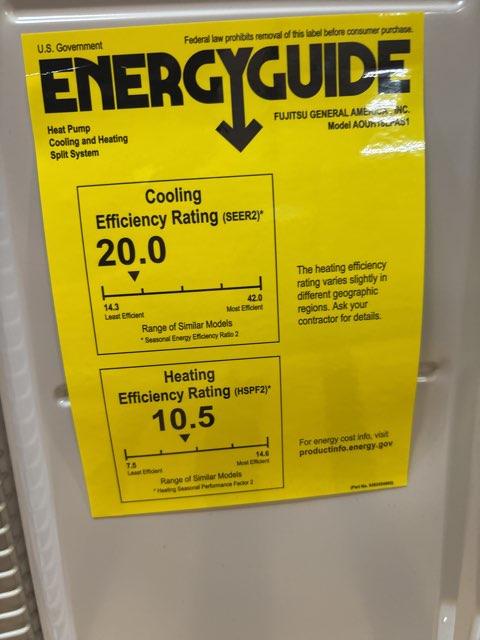 U.S. Government
Federal law prohibits removal of this label before consumer purchase.
ENERGYGUIDE
Heat Pump
Cooling and Heating
Split System
FUJITSU GENERAL AMERICA, INC.
Model
Cooling
Efficiency Rating (SEER2)*
20.0
14.3
42.0
Least Efficient
Most Efficient
Range of Similar Models
* Seasonal Energy Efficiency Ratio 2
The heating efficiency
rating varies slightly in
different geographic
regions. Ask your
contractor for details.
Heating
Efficiency Rating (HSPF2)*
10.5
7.5
14.6
Least Efficient
Most Efficient
Range of Similar Models
* Heating Seasonal Performance Factor 2
For energy cost info, visit
productinfo.energy.gov
(Part No.